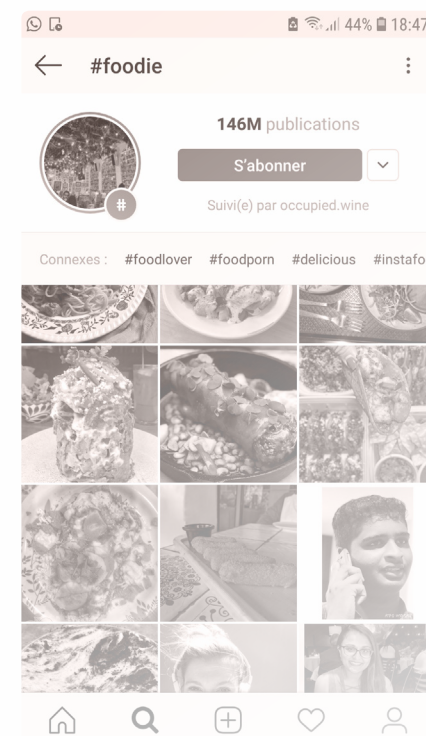 44% 18:47
#foodie
146M publications
#
S'abonner
Suivi(e) par occupied.wine
Connexes : #foodlover #foodporn #delicious #instafo